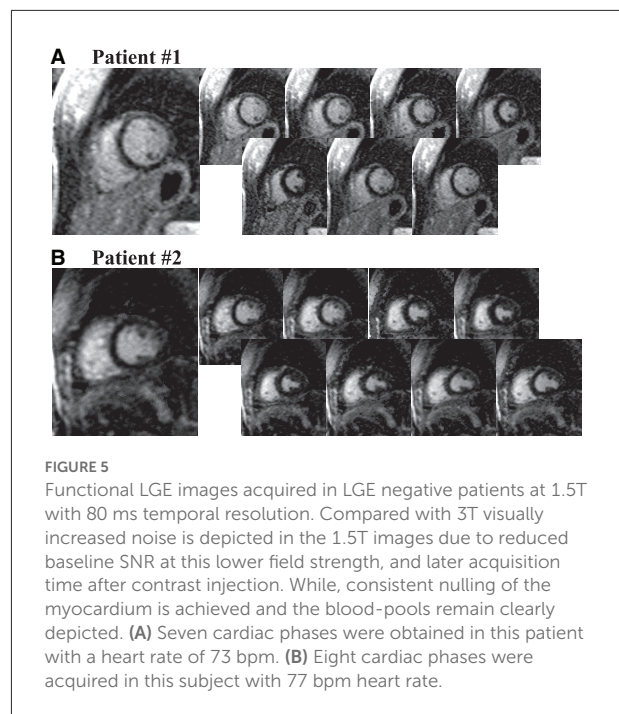 A Patient #1
B Patient #2
FIGURE 5
Functional LGE images acquired in LGE negative patients at 1.5T
with 80 ms temporal resolution. Compared with 3T visually
increased noise is depicted in the 1.5T images due to reduced
baseline SNR at this lower field strength, and later acquisition
time after contrast injection. While, consistent nulling of the
myocardium is achieved and the blood-pools remain clearly
depicted. (A) Seven cardiac phases were obtained in this patient
with a heart rate of 73 bpm. (B) Eight cardiac phases were
acquired in this subject with 77 bpm heart rate.